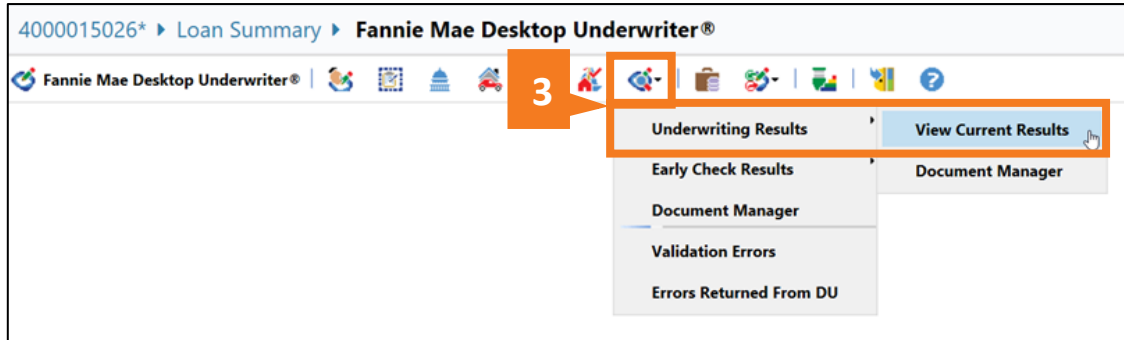 4000015026* ▸ Loan Summary ▸ Fannie Mae Desktop Underwriter®
Fannie Mae Desktop Underwriter®
3
Underwriting Results
View Current Results
Early Check Results
Document Manager
Document Manager
Validation Errors
Errors Returned From DU